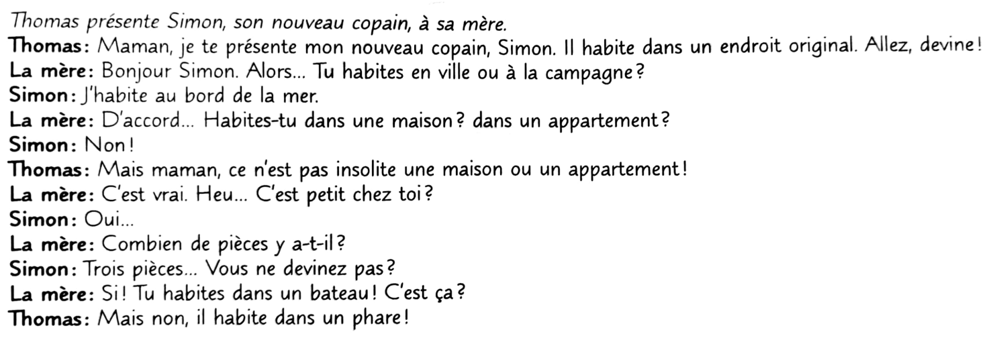 Thomas présente Simon, son nouveau copain, à sa mère.
Thomas: Maman, je te présente mon nouveau copain, Simon. Il habite dans un endroit original. Allez, devine!
La mère: Bonjour Simon. Alors... Tu habites en ville ou à la campagne?
Simon: J'habite au bord de la mer.
La mère: D'accord... Habites-tu dans une maison? dans un appartement?
Simon: Non!
Thomas: Mais maman, ce n'est pas insolite une maison ou un appartement!
La mère: C'est vrai. Heu... C'est petit chez toi?
Simon: Oui...
La mère: Combien de pièces y a-t-il?
Simon: Trois pièces... Vous ne devinez pas?
La mère: Si! Tu habites dans un bateau! C'est ça?
Thomas: Mais non, il habite dans un phare!